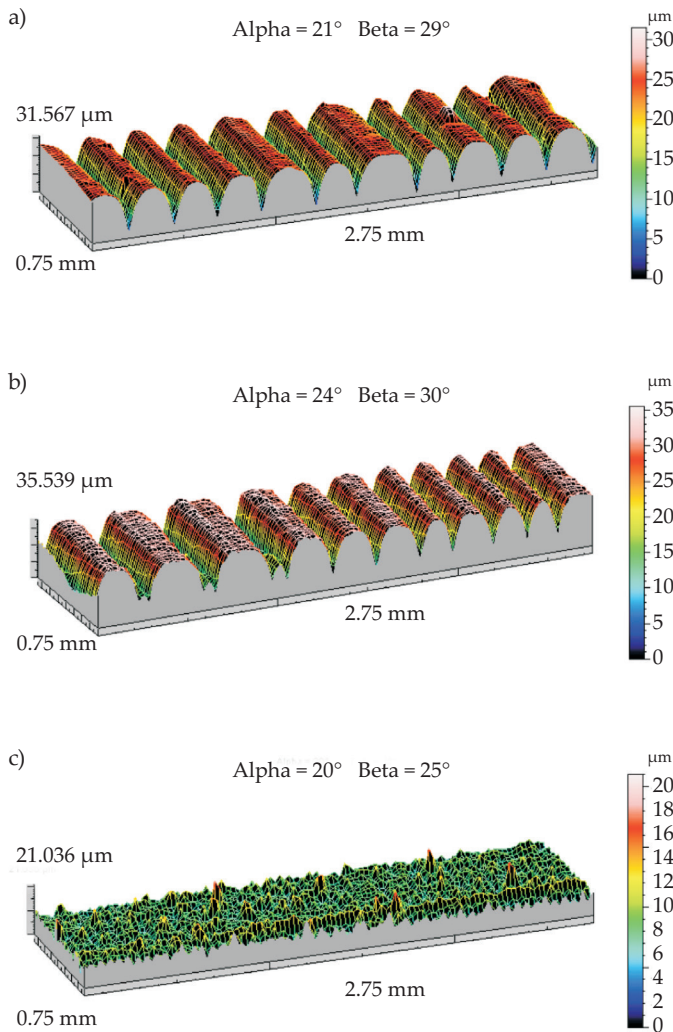 a)
Alpha = 21° Beta = 29°
µm
30
25
20
15
10
5
0
31.567 µm
2.75 mm
0.75 mm
b)
Alpha = 24° Beta = 30°
µm
35
30
25
20
15
10
5
0
35.539 µm
2.75 mm
0.75 mm
c)
Alpha = 20° Beta = 25°
µm
20
18
16
14
12
10
8
6
4
2
0
21.036 µm
2.75 mm
0.75 mm